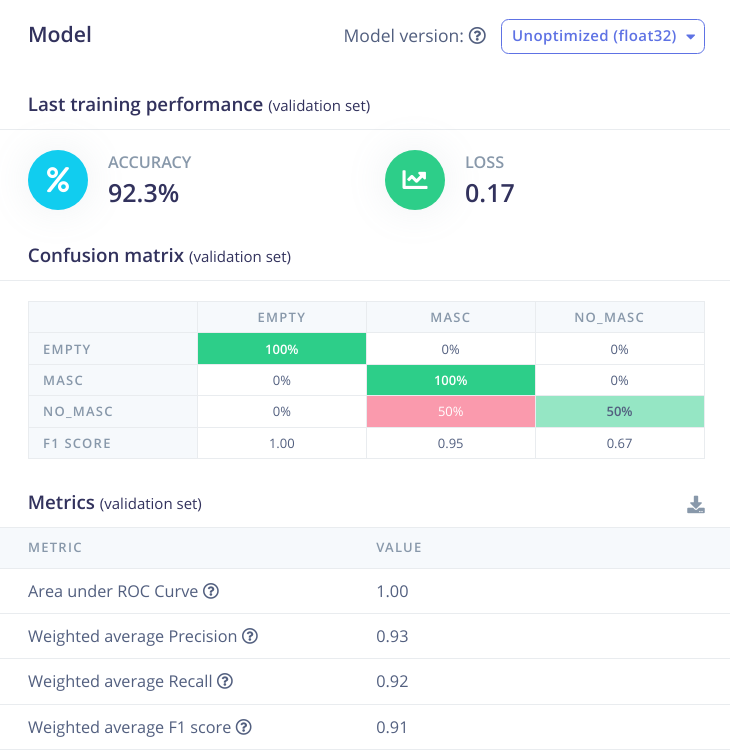 Model
Model version: Unoptimized (float32)
Last training performance (validation set)
%
ACCURACY
92.3%
LOSS
0.17
Confusion matrix (validation set)
EMPTY MASC NO_MASC
EMPTY 100% 0% 0%
MASC 0% 100% 0%
NO_MASC 0% 50% 50%
F1 SCORE 1.00 0.95 0.67
Metrics (validation set)
METRIC VALUE
Area under ROC Curve ? 1.00
Weighted average Precision ? 0.93
Weighted average Recall ? 0.92
Weighted average F1 score ? 0.91